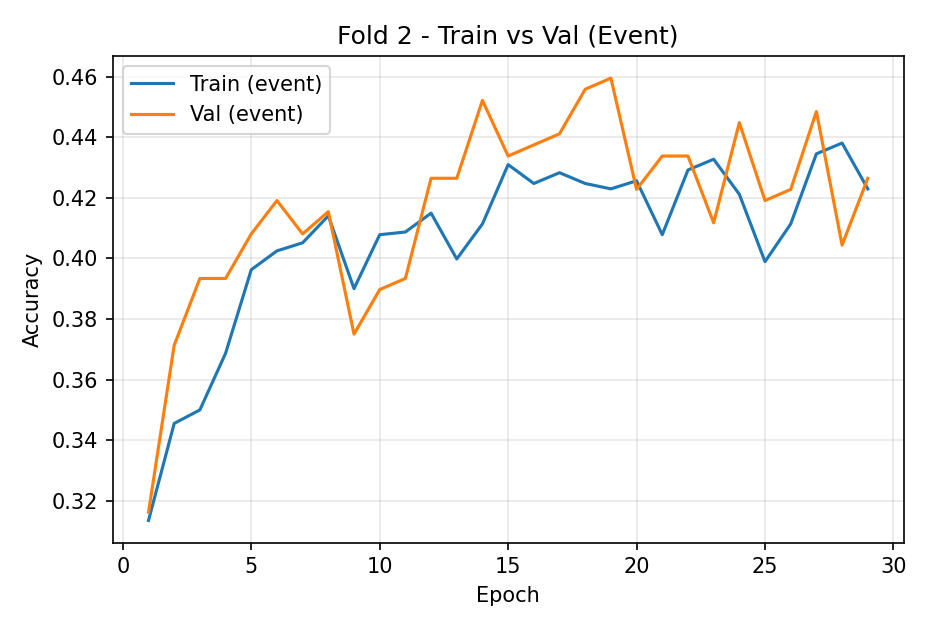 Fold 2 - Train vs Val (Event)
Train (event)
Val (event)
Accuracy
0.46
0.44
0.42
0.40
0.38
0.36
0.34
0.32
0 5 10 15 20 25 30
Epoch